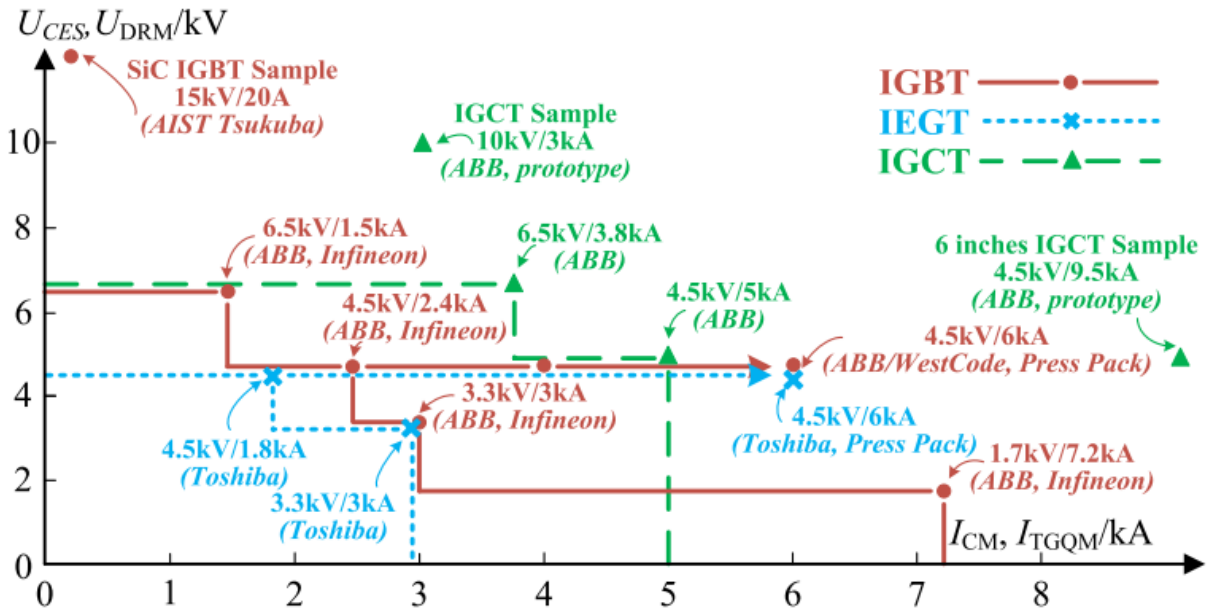 U_CES, U_DRM/kV
SiC IGBT Sample
15kV/20A
(AIST Tsukuba)
IGCT Sample
10kV/3kA
(ABB, prototype)
IGBT
IEGT
IGCT
10
8
6
4
2
0
6.5kV/1.5kA
(ABB, Infineon)
6.5kV/3.8kA
(ABB)
6 inches IGCT Sample
4.5kV/9.5kA
(ABB, prototype)
4.5kV/2.4kA
(ABB, Infineon)
4.5kV/5kA
(ABB)
4.5kV/6kA
(ABB/WestCode, Press Pack)
3.3kV/3kA
(ABB, Infineon)
4.5kV/1.8kA
(Toshiba)
4.5kV/6kA
(Toshiba, Press Pack)
3.3kV/3kA
(Toshiba)
1.7kV/7.2kA
(ABB, Infineon)
I_CM, I_TGQM/kA
0 1 2 3 4 5 6 7 8